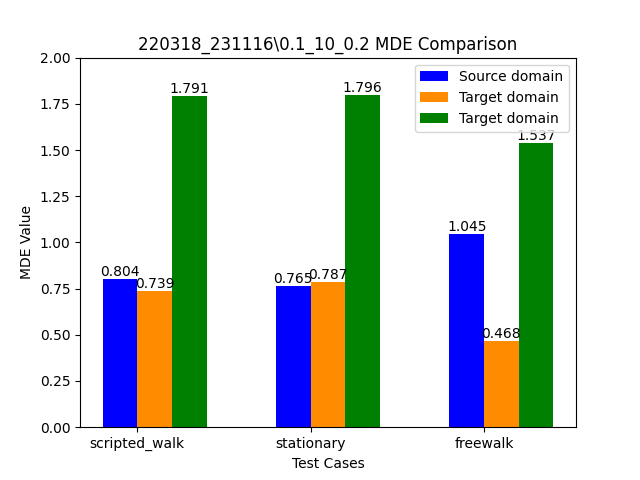 220318_231116\0.1_10_0.2 MDE Comparison
Source domain
Target domain
Target domain
MDE Value
2.00
1.75
1.50
1.25
1.00
0.75
0.50
0.25
0.00
0.804
0.739
1.791
0.765
0.787
1.796
1.045
0.468
1.537
scripted_walk
stationary
freewalk
Test Cases